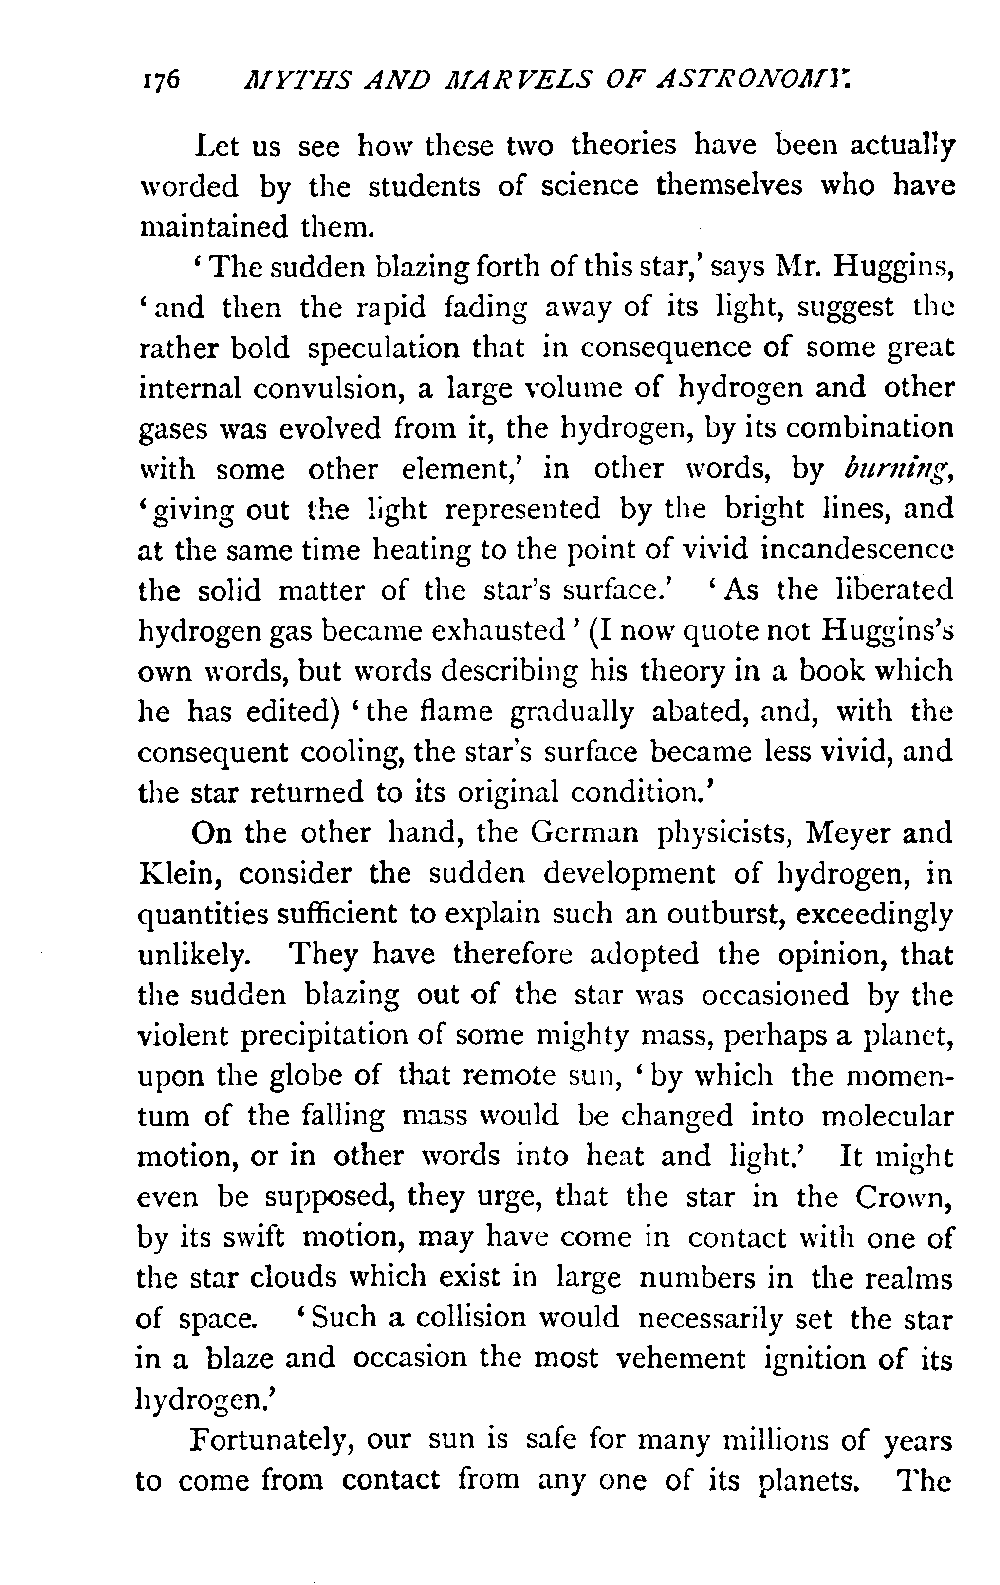 176 MYTHS AND MARVELS OF ASTRONOMY.
Let us see how these two theories have been actually
worded by the students of science themselves who have
maintained them.
‘The sudden blazing forth of this star,’ says Mr. Huggins,
‘and then the rapid fading away of its light, suggest the
rather bold speculation that in consequence of some great
internal convulsion, a large volume of hydrogen and other
gases was evolved from it, the hydrogen, by its combination
with some other element,’ in other words, by burning,
‘giving out the light represented by the bright lines, and
at the same time heating to the point of vivid incandescence
the solid matter of the star’s surface.’ ‘As the liberated
hydrogen gas became exhausted’ (I now quote not Huggins’s
own words, but words describing his theory in a book which
he has edited) ‘the flame gradually abated, and, with the
consequent cooling, the star’s surface became less vivid, and
the star returned to its original condition.’
On the other hand, the German physicists, Meyer and
Klein, consider the sudden development of hydrogen, in
quantities sufficient to explain such an outburst, exceedingly
unlikely. They have therefore adopted the opinion, that
the sudden blazing out of the star was occasioned by the
violent precipitation of some mighty mass, perhaps a planet,
upon the globe of that remote sun, ‘by which the momen-
tum of the falling mass would be changed into molecular
motion, or in other words into heat and light.’ It might
even be supposed, they urge, that the star in the Crown,
by its swift motion, may have come in contact with one of
the star clouds which exist in large numbers in the realms
of space. ‘Such a collision would necessarily set the star
in a blaze and occasion the most vehement ignition of its
hydrogen.’
Fortunately, our sun is safe for many millions of years
to come from contact from any one of its planets. The